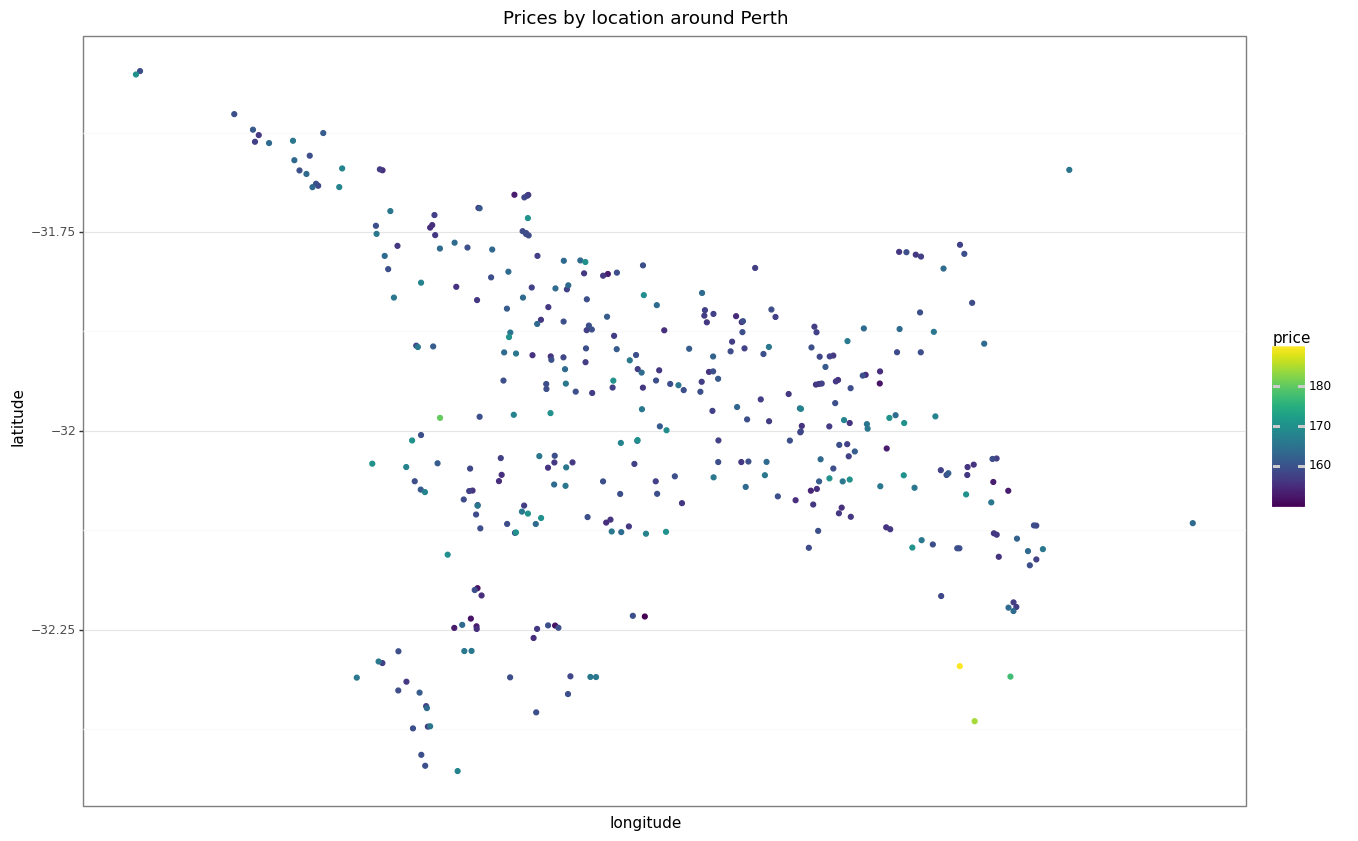 Prices by location around Perth
price
180
170
160
−31.75
−32
−32.25
latitude
longitude